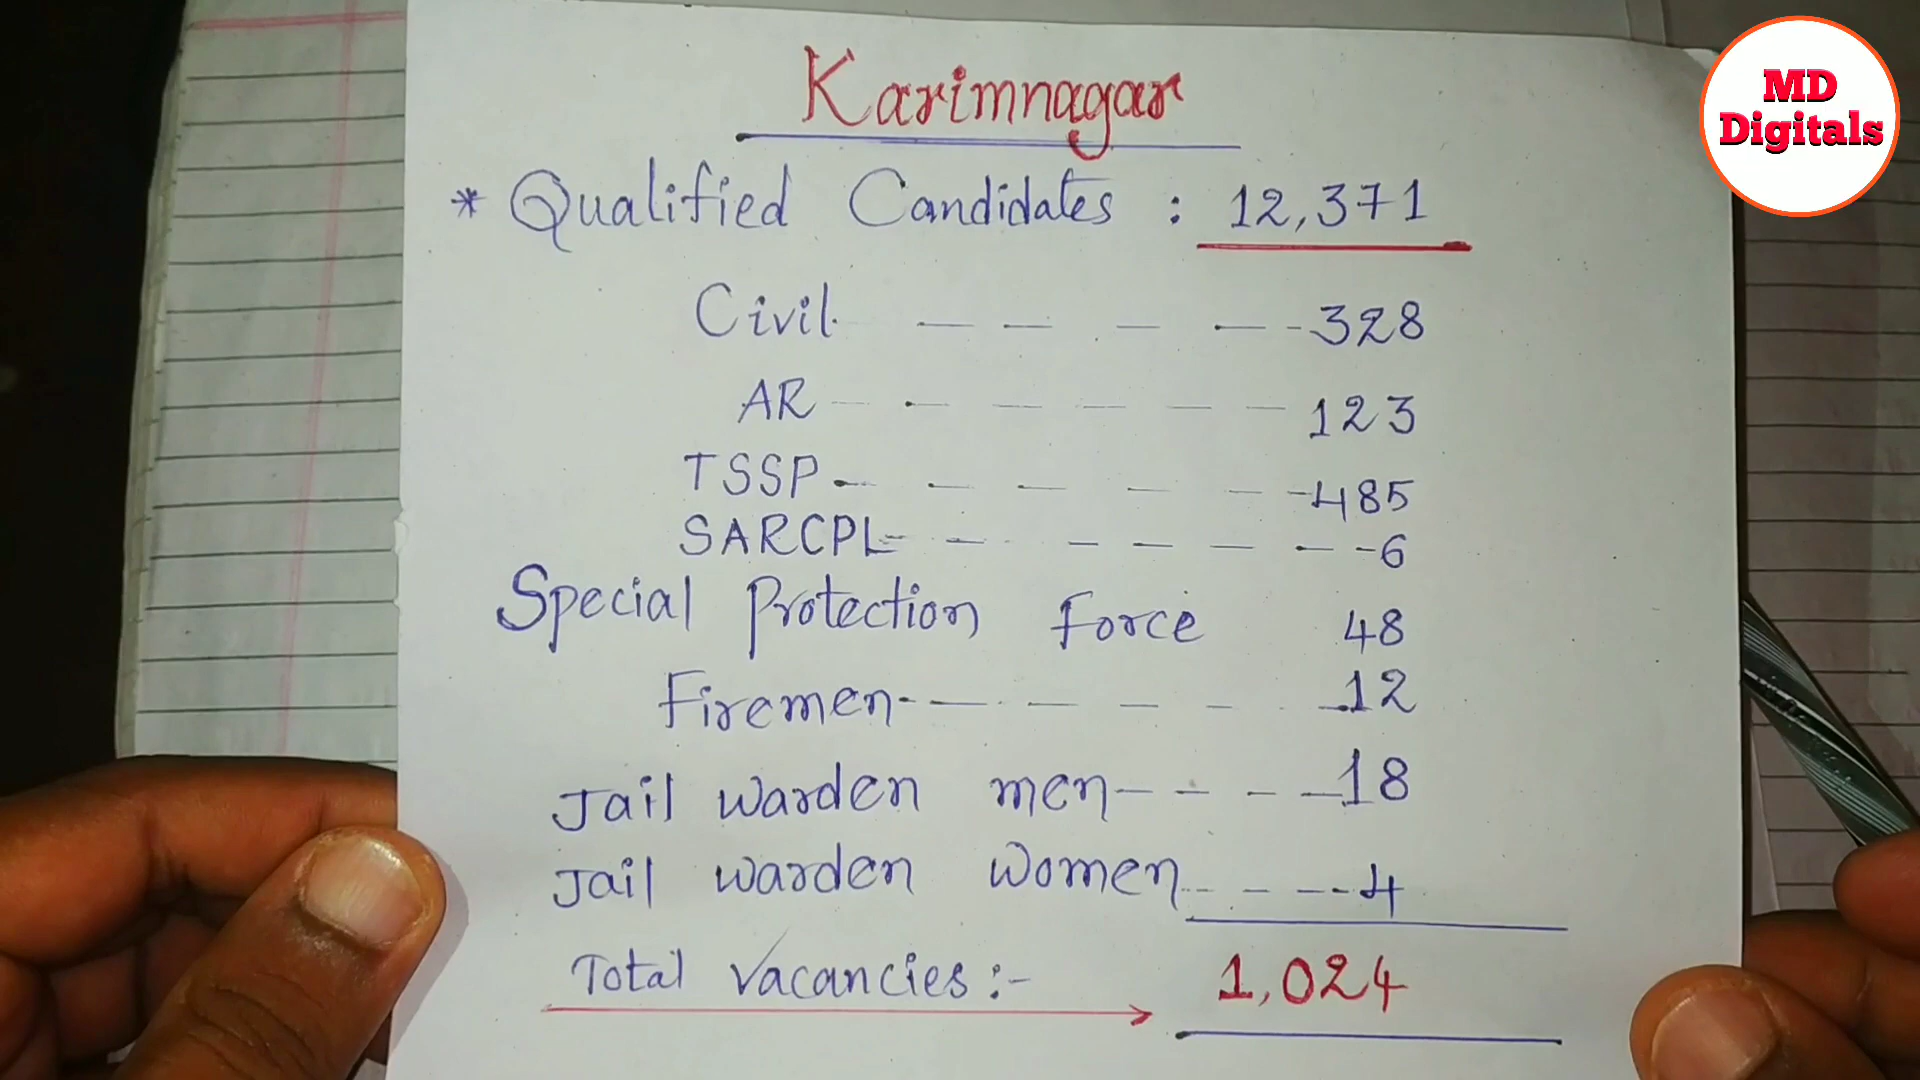 Karimnagar
* Qualified Candidates : 12,371
Civil - - - - - 328
AR - - - - - - 123
TSSP - - - - - - 485
SARCPL - - - - - - - 6
Special Protection Force 48
Firemen - - - - - - 12
Jail warden men - - - - 18
Jail warden women - - - - 4
Total vacancies :- 1,024
MD
Digitals